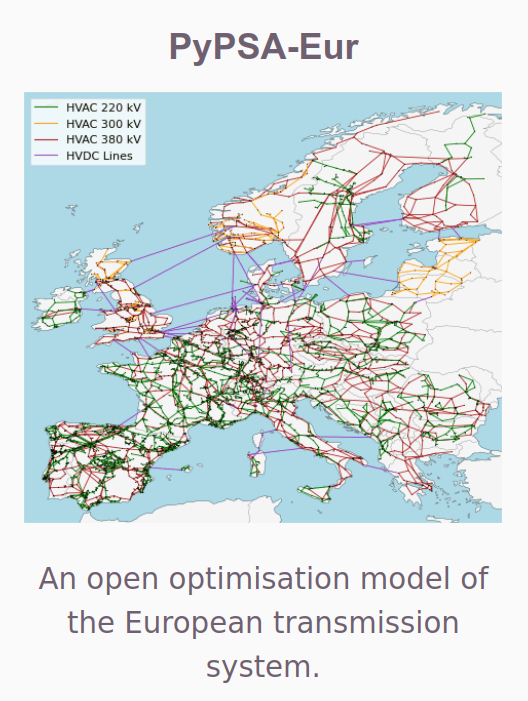 PyPSA-Eur
HVAC 220 kV
HVAC 300 kV
HVAC 380 kV
HVDC Lines
An open optimisation model of
the European transmission
system.